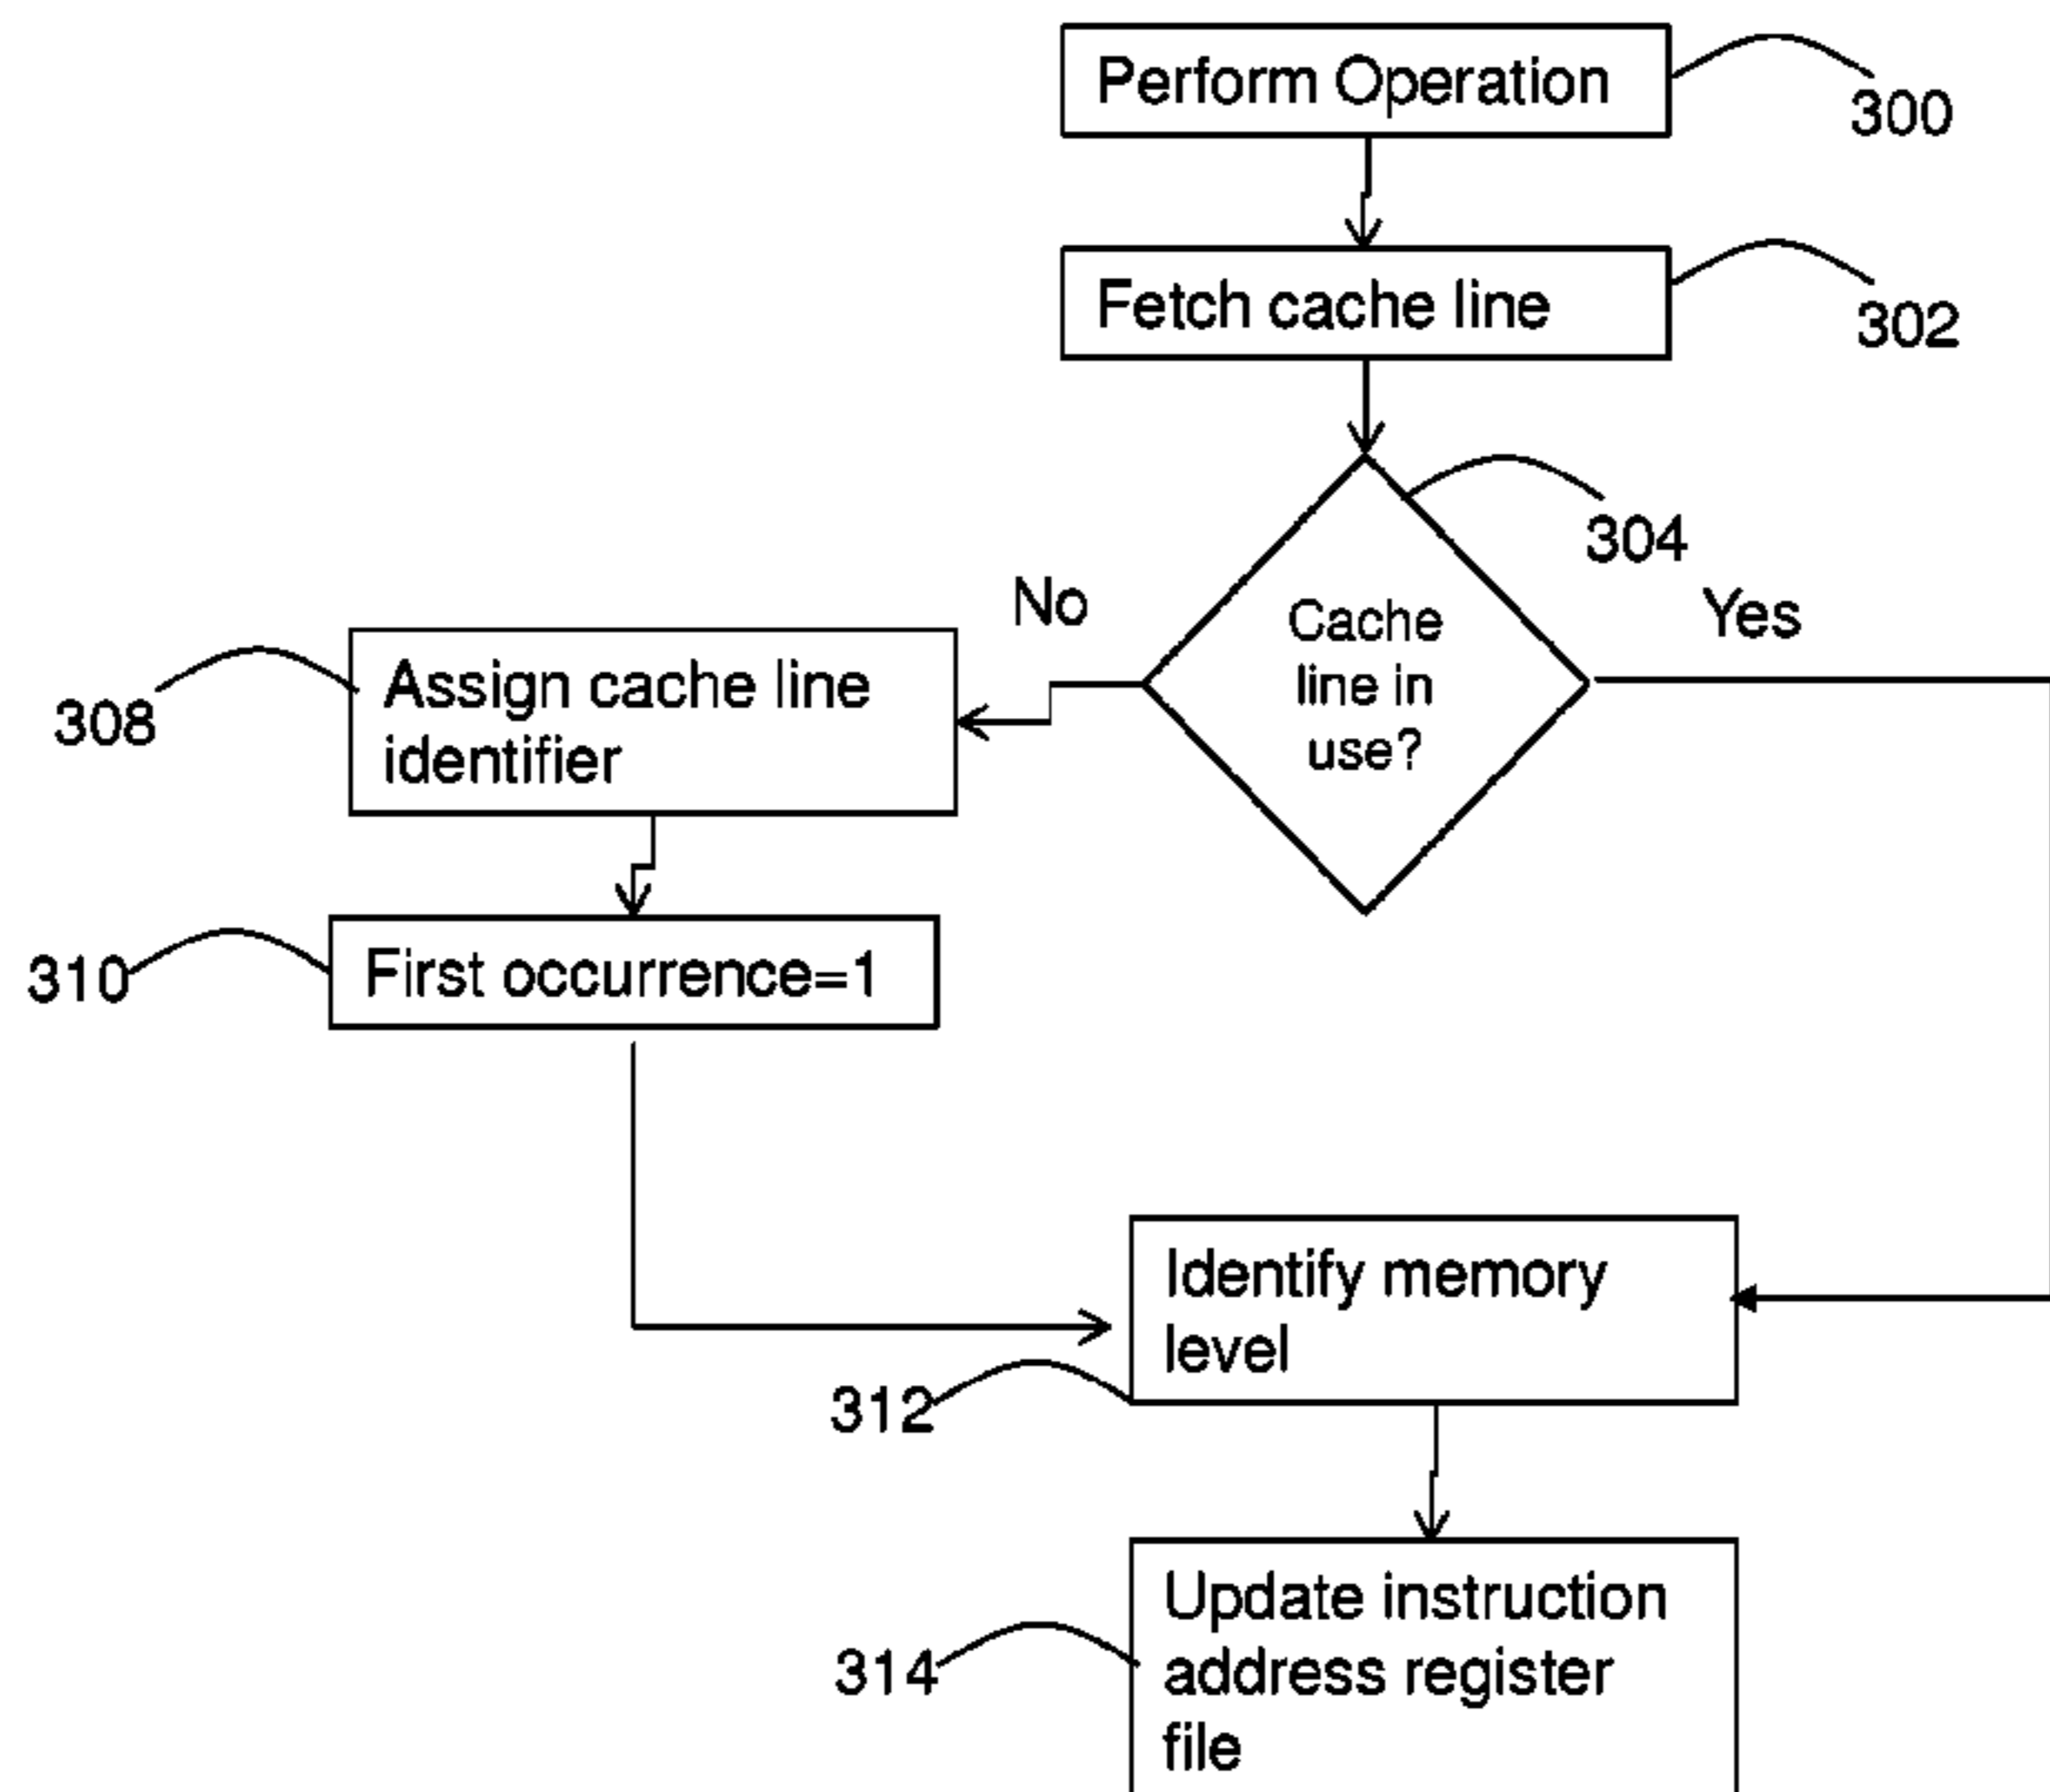 Perform Operation
300
Fetch cache line
302
304
No
Yes
Cache
line in
use?
Assign cache line
identifier
308
First occurrence=1
310
Identify memory
level
312
Update instruction
address register
file
314